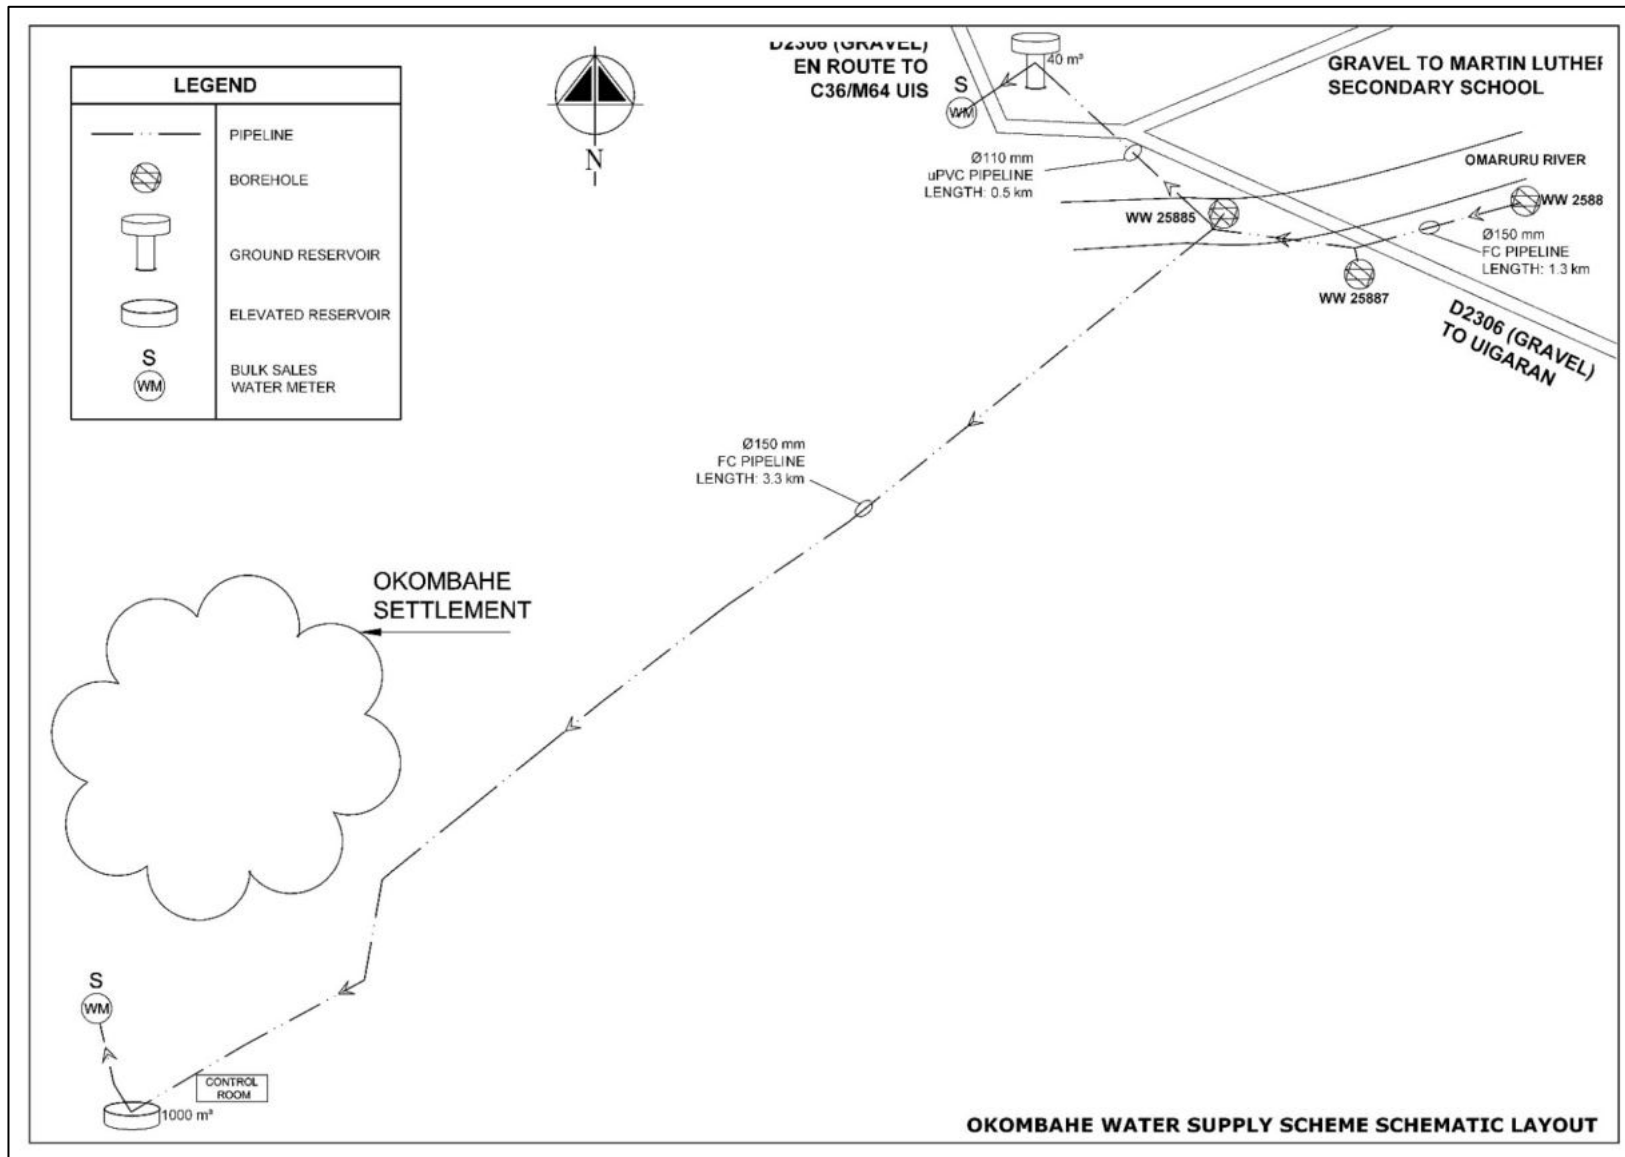 LEGEND
PIPELINE
BOREHOLE
GROUND RESERVOIR
ELEVATED RESERVOIR
S
WM
BULK SALES
WATER METER
N
D2306 (GRAVEL)
EN ROUTE TO
C36/M64 UIS
S
WM
40 m³
GRAVEL TO MARTIN LUTHER
SECONDARY SCHOOL
Ø110 mm
uPVC PIPELINE
LENGTH: 0.5 km
OMARURU RIVER
WW 25885
WW 2588
Ø150 mm
FC PIPELINE
LENGTH: 1.3 km
WW 25887
D2306 (GRAVEL)
TO UIGARAN
Ø150 mm
FC PIPELINE
LENGTH: 3.3 km
OKOMBAHE
SETTLEMENT
S
WM
CONTROL
ROOM
1000 m³
OKOMBAHE WATER SUPPLY SCHEME SCHEMATIC LAYOUT